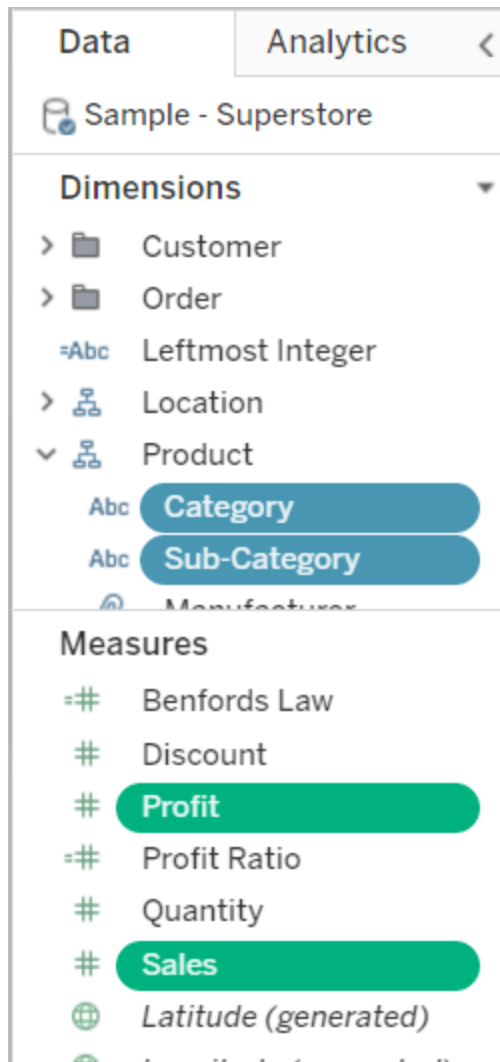 Data Analytics
Sample - Superstore
Dimensions
Customer
Order
=Abc Leftmost Integer
Location
Product
Abc Category
Abc Sub-Category
Manufacturer
Measures
=# Benfords Law
# Discount
# Profit
=# Profit Ratio
# Quantity
# Sales
Latitude (generated)